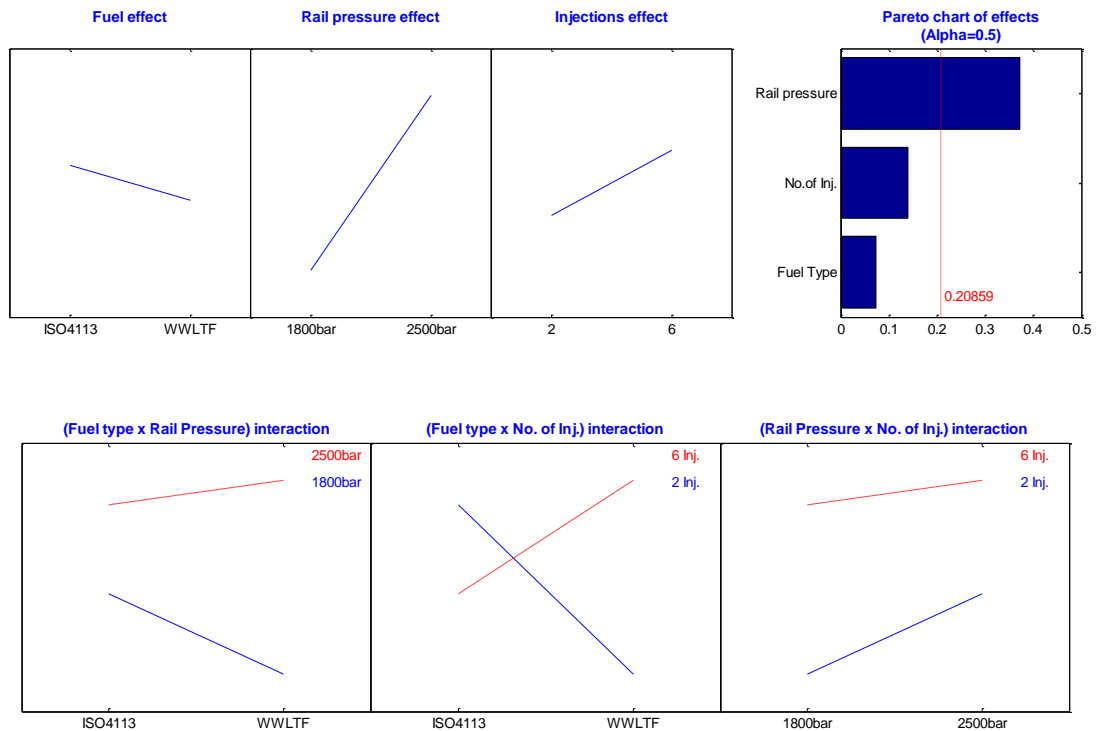 Fuel effect
Rail pressure effect
Injections effect
Pareto chart of effects
(Alpha=0.5)
Rail pressure
No.of Inj.
Fuel Type
0.20859
ISO4113
WWLTF
1800bar
2500bar
2
6
0
0.1
0.2
0.3
0.4
0.5
(Fuel type x Rail Pressure) interaction
(Fuel type x No. of Inj.) interaction
(Rail Pressure x No. of Inj.) interaction
2500bar
1800bar
6 Inj.
2 Inj.
6 Inj.
2 Inj.
ISO4113
WWLTF
ISO4113
WWLTF
1800bar
2500bar